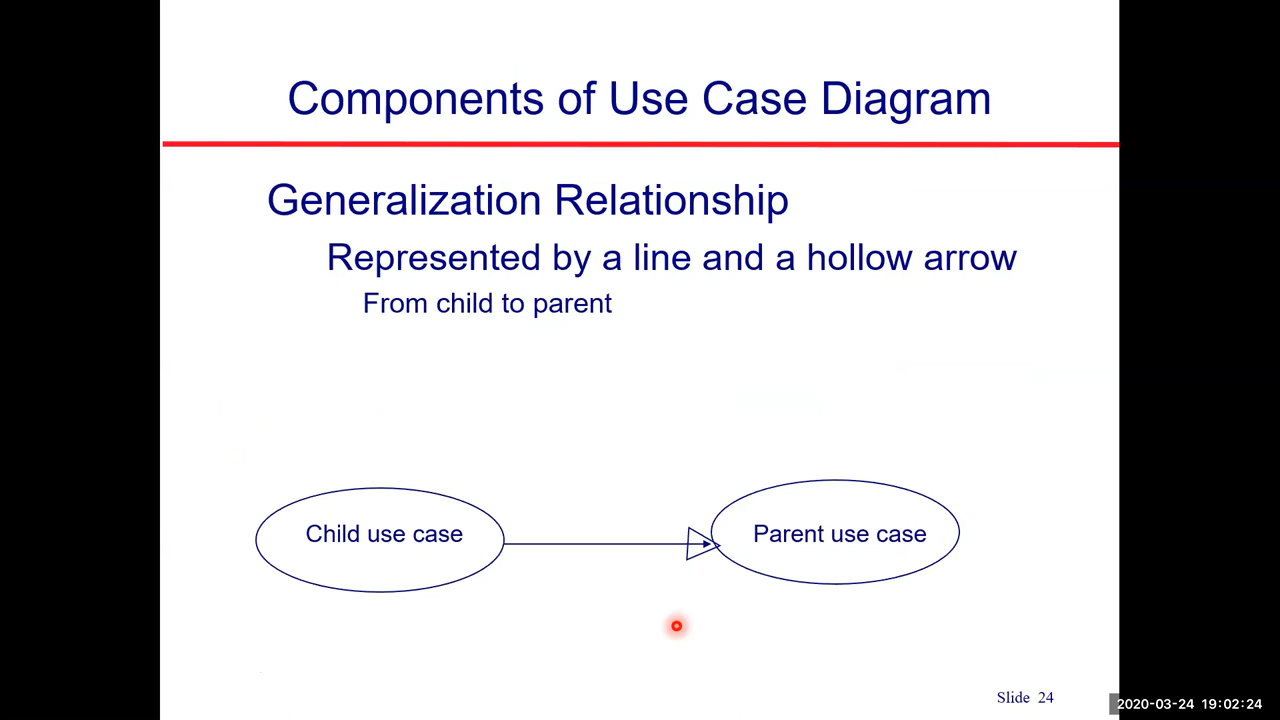 Components of Use Case Diagram
Generalization Relationship
Represented by a line and a hollow arrow
From child to parent
Child use case
Parent use case
Slide 24
2020-03-24 19:02:24